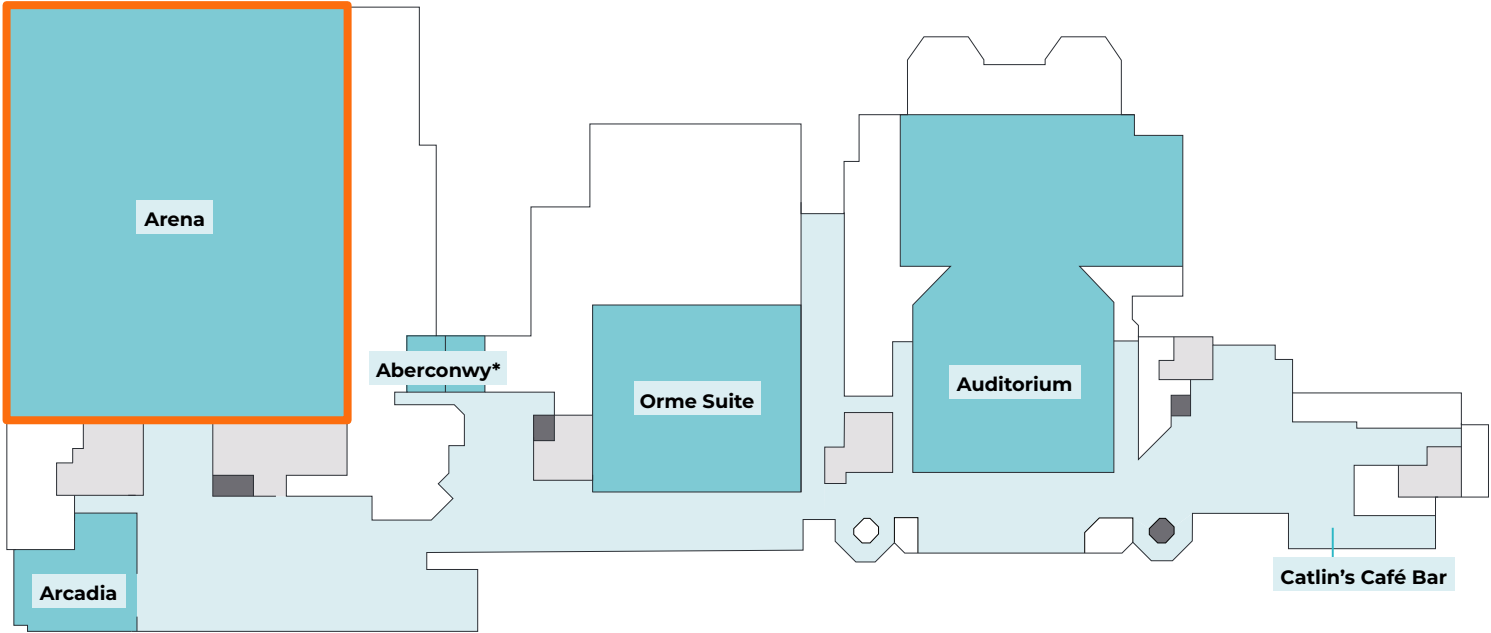 Arena
Aberconwy*
Orme Suite
Auditorium
Arcadia
Catlin's Café Bar